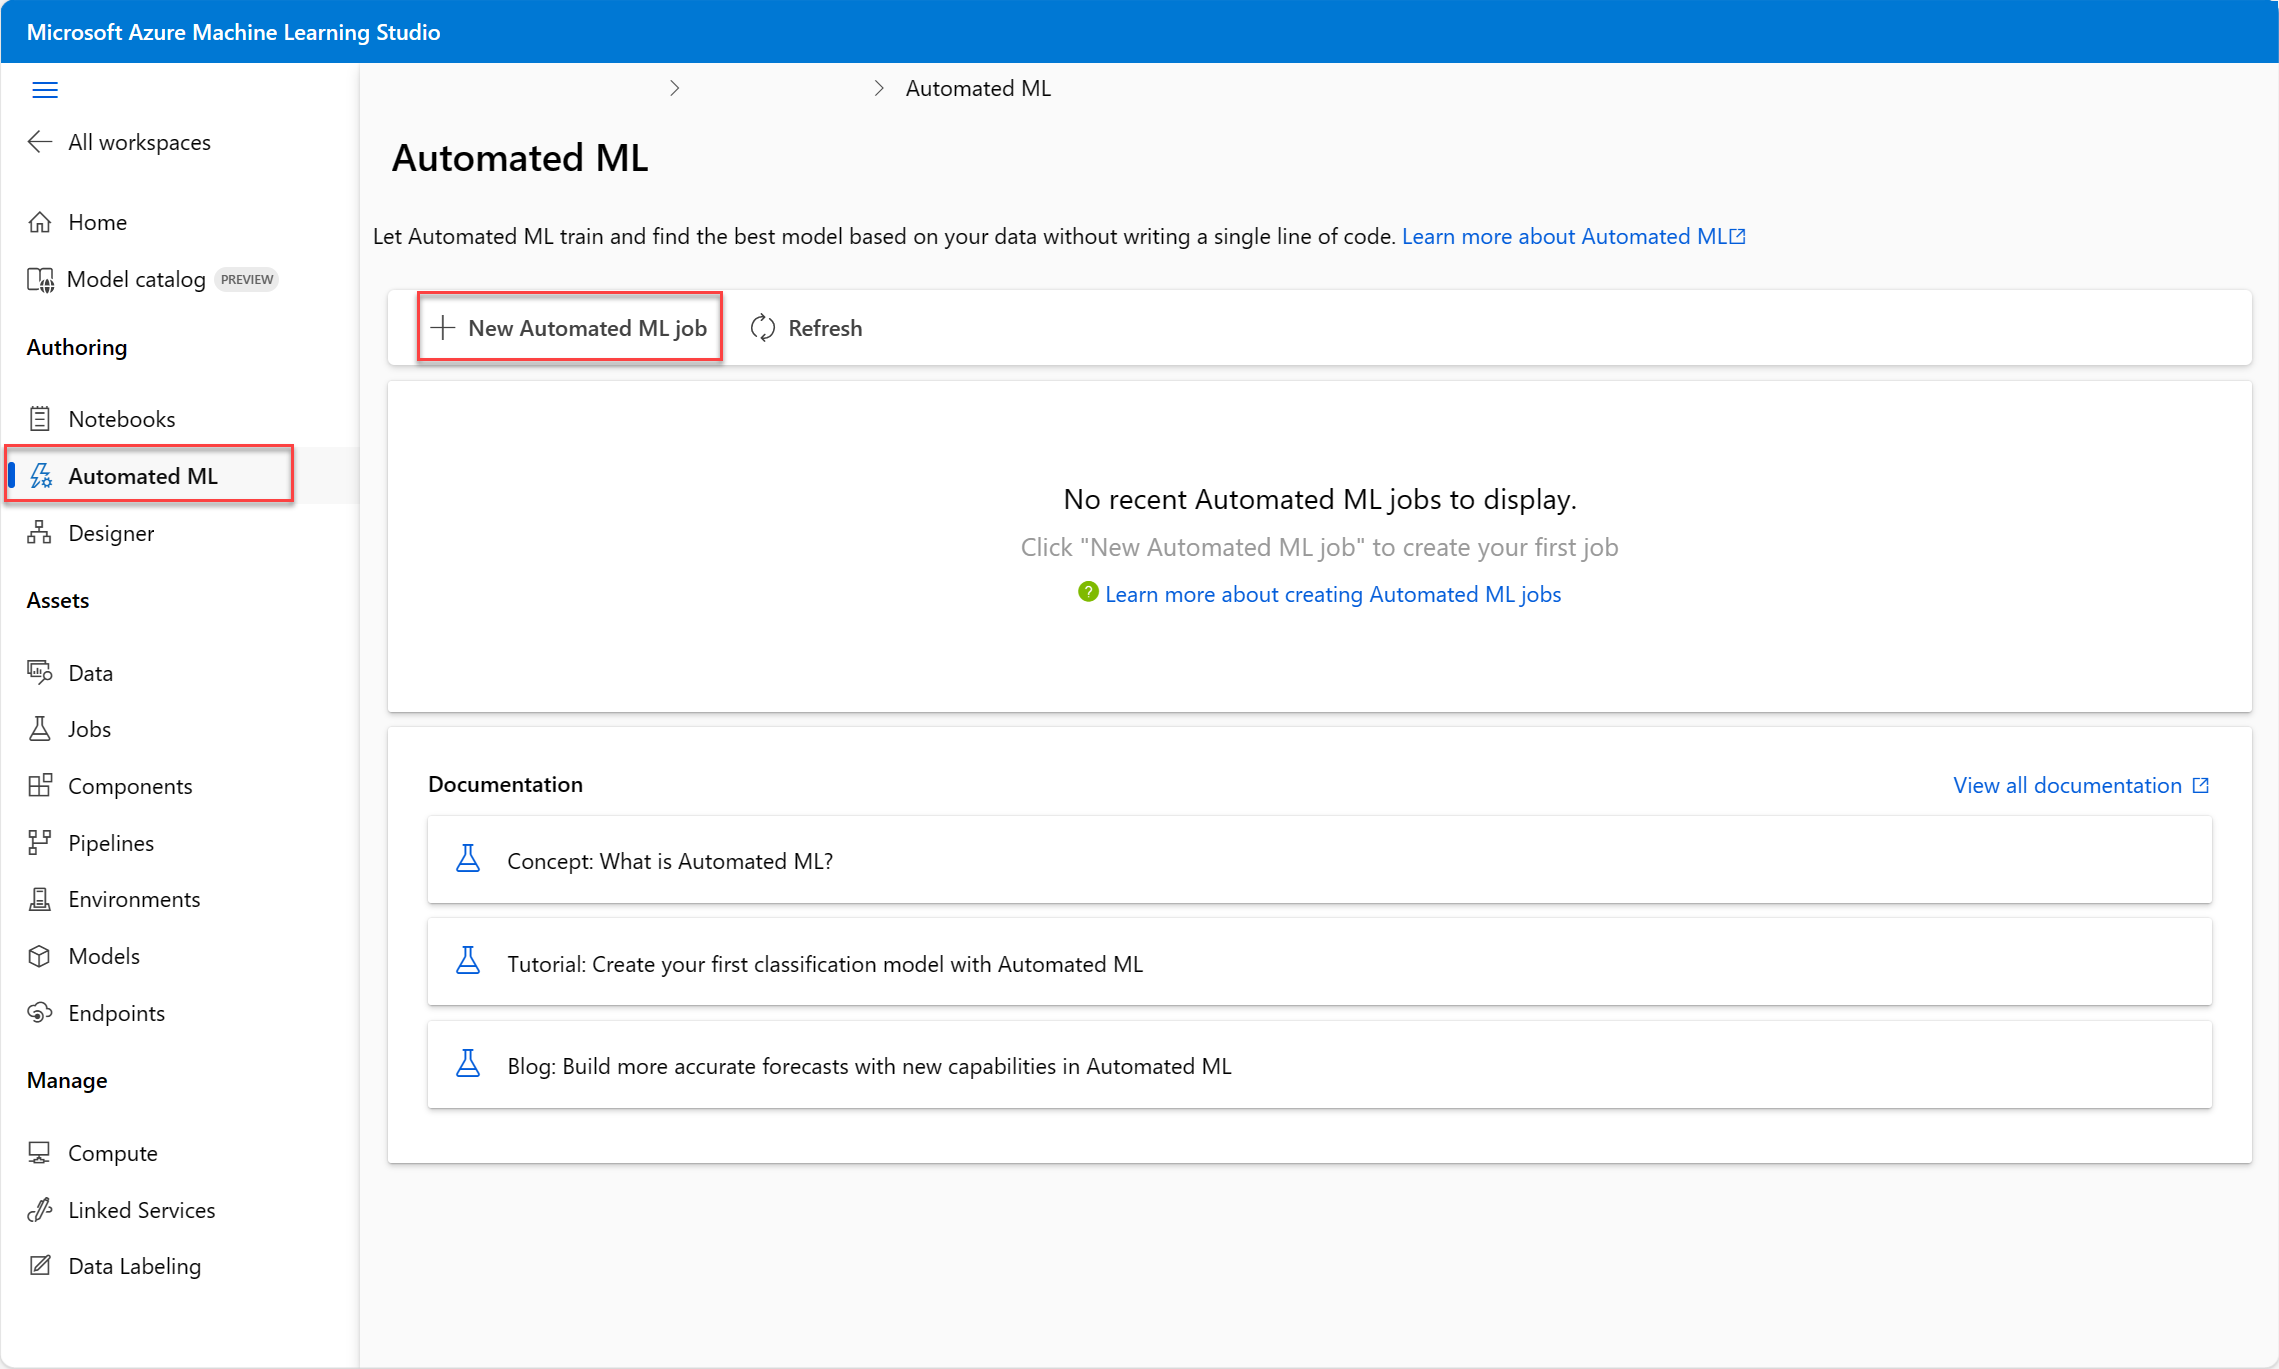 Microsoft Azure Machine Learning Studio
All workspaces
Home
Model catalog PREVIEW
Authoring
Notebooks
Automated ML
Designer
Assets
Data
Jobs
Components
Pipelines
Environments
Models
Endpoints
Manage
Compute
Linked Services
Data Labeling
Automated ML
Automated ML
Let Automated ML train and find the best model based on your data without writing a single line of code. Learn more about Automated ML
New Automated ML job Refresh
No recent Automated ML jobs to display.
Click "New Automated ML job" to create your first job
? Learn more about creating Automated ML jobs
Documentation View all documentation
Concept: What is Automated ML?
Tutorial: Create your first classification model with Automated ML
Blog: Build more accurate forecasts with new capabilities in Automated ML